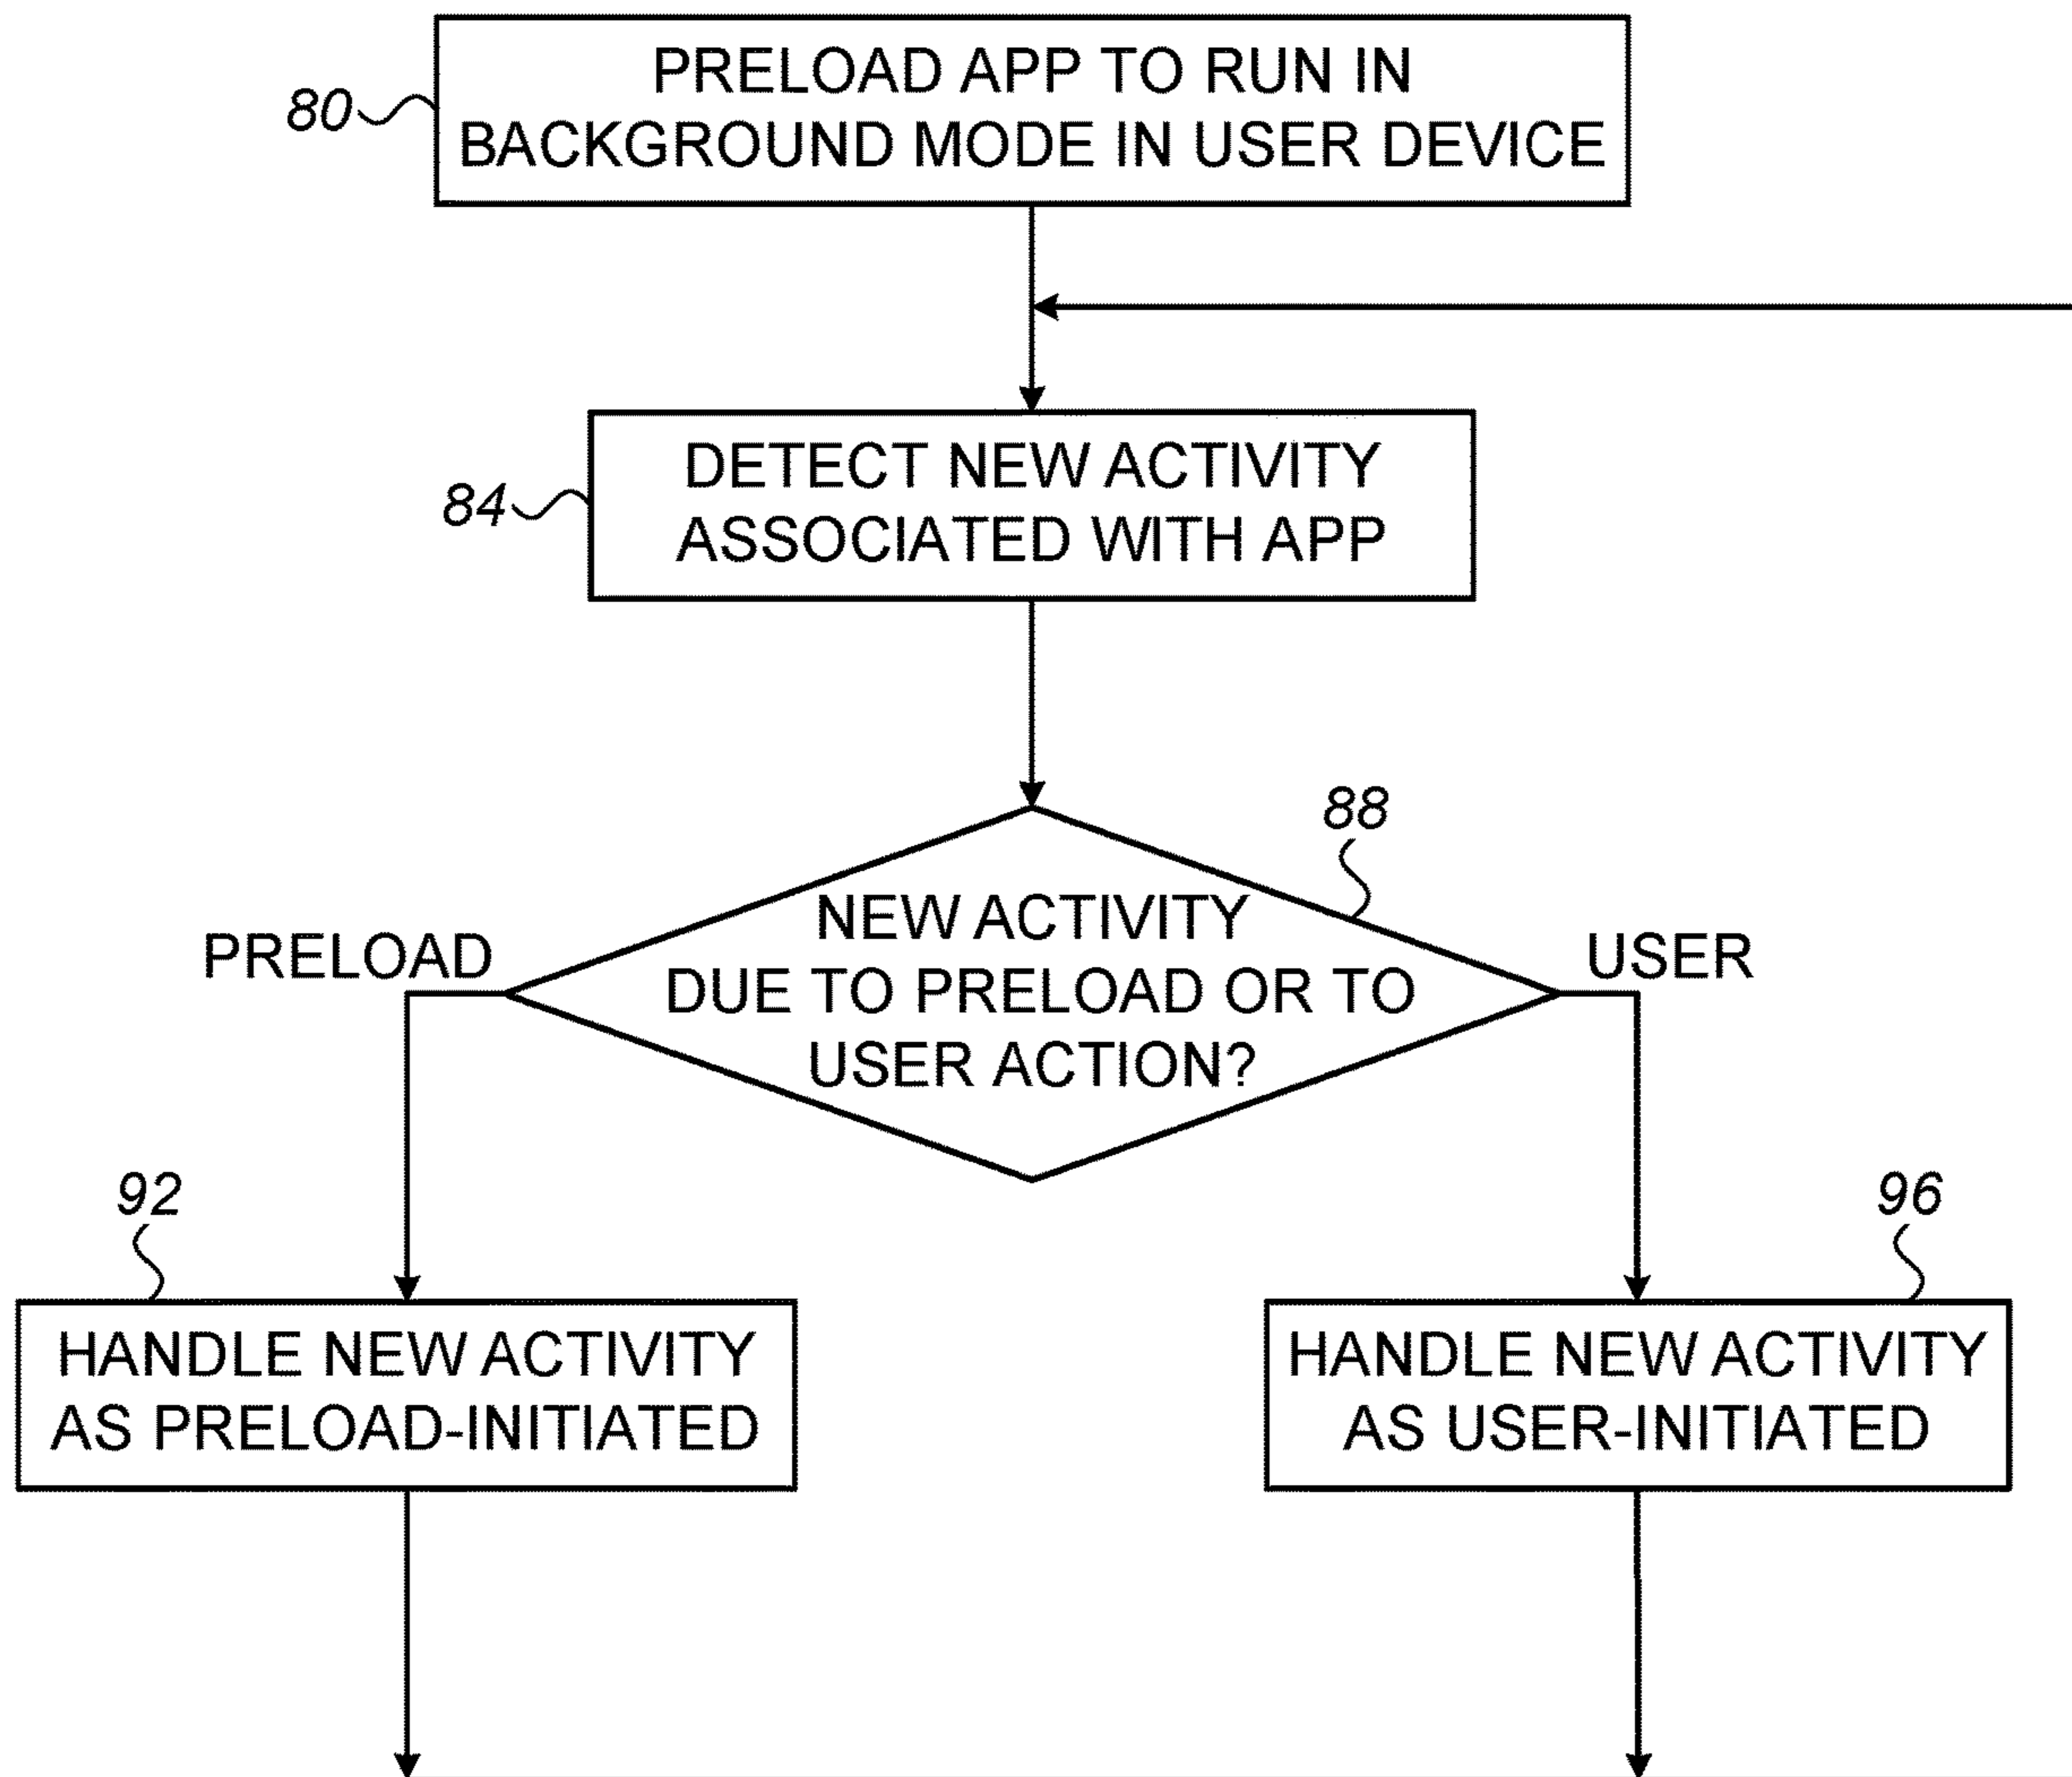 PRELOAD APP TO RUN IN
BACKGROUND MODE IN USER DEVICE
80
DETECT NEW ACTIVITY
ASSOCIATED WITH APP
84
88
NEW ACTIVITY
DUE TO PRELOAD OR TO
USER ACTION?
PRELOAD
USER
92
HANDLE NEW ACTIVITY
AS PRELOAD-INITIATED
96
HANDLE NEW ACTIVITY
AS USER-INITIATED